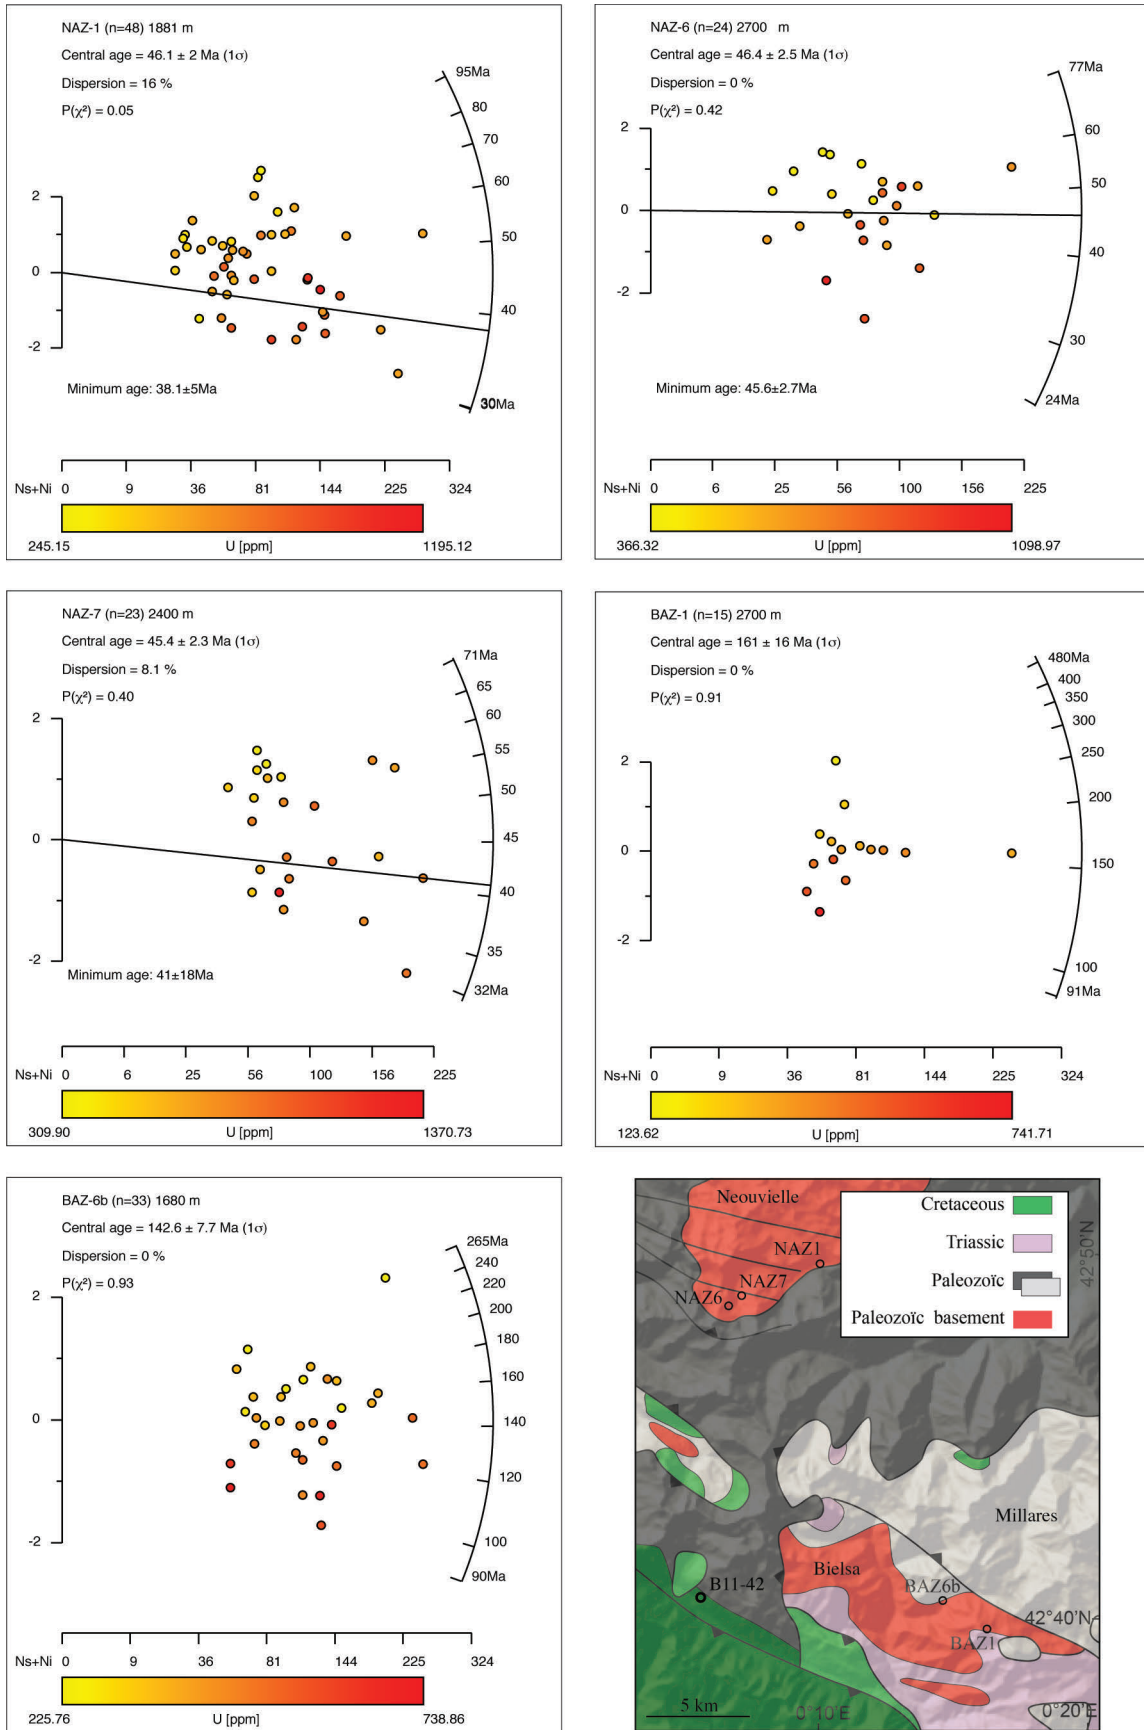 NAZ-1 (n=48) 1881 m
Central age = 46.1 ± 2 Ma (1σ)
Dispersion = 16 %
P(χ²) = 0.05
95Ma
80
70
60
50
40
30
30Ma
2
0
-2
Minimum age: 38.1±5Ma
Ns+Ni 0 9 36 81 144 225 324
245.15 U [ppm] 1195.12
NAZ-6 (n=24) 2700 m
Central age = 46.4 ± 2.5 Ma (1σ)
Dispersion = 0 %
P(χ²) = 0.42
77Ma
60
50
40
30
24Ma
2
0
-2
Minimum age: 45.6±2.7Ma
Ns+Ni 0 6 25 56 100 156 225
366.32 U [ppm] 1098.97
NAZ-7 (n=23) 2400 m
Central age = 45.4 ± 2.3 Ma (1σ)
Dispersion = 8.1 %
P(χ²) = 0.40
71Ma
65
60
55
50
45
40
35
32Ma
2
0
-2
Minimum age: 41±18Ma
Ns+Ni 0 6 25 56 100 156 225
309.90 U [ppm] 1370.73
BAZ-1 (n=15) 2700 m
Central age = 161 ± 16 Ma (1σ)
Dispersion = 0 %
P(χ²) = 0.91
480Ma
400
350
300
250
200
150
100
91Ma
2
0
-2
Ns+Ni 0 9 36 81 144 225 324
123.62 U [ppm] 741.71
BAZ-6b (n=33) 1680 m
Central age = 142.6 ± 7.7 Ma (1σ)
Dispersion = 0 %
P(χ²) = 0.93
265Ma
240
220
200
180
160
140
120
100
90Ma
2
0
-2
Ns+Ni 0 9 36 81 144 225 324
225.76 U [ppm] 738.86
Neouvielle
Cretaceous
Triassic
Paleozoïc
Paleozoïc basement
42°50'N
NAZ1
NAZ7
NAZ6
Millares
Bielsa
B11-42
BAZ6b
42°40'N
BAZ1
5 km
0°10'E
0°20'E